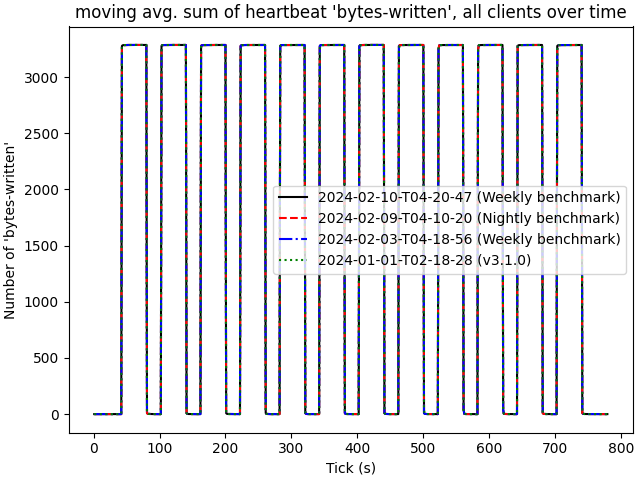 moving avg. sum of heartbeat 'bytes-written', all clients over time
Number of 'bytes-written'
3000
2500
2000
1500
1000
500
0
2024-02-10-T04-20-47 (Weekly benchmark)
2024-02-09-T04-10-20 (Nightly benchmark)
2024-02-03-T04-18-56 (Weekly benchmark)
2024-01-01-T02-18-28 (v3.1.0)
0 100 200 300 400 500 600 700 800
Tick (s)